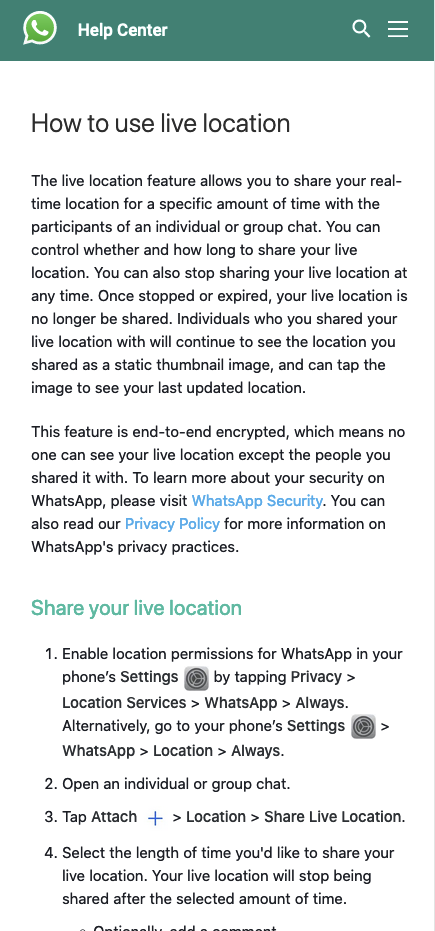 Help Center
How to use live location
The live location feature allows you to share your real-
time location for a specific amount of time with the
participants of an individual or group chat. You can
control whether and how long to share your live
location. You can also stop sharing your live location at
any time. Once stopped or expired, your live location is
no longer be shared. Individuals who you shared your
live location with will continue to see the location you
shared as a static thumbnail image, and can tap the
image to see your last updated location.
This feature is end-to-end encrypted, which means no
one can see your live location except the people you
shared it with. To learn more about your security on
WhatsApp, please visit WhatsApp Security. You can
also read our Privacy Policy for more information on
WhatsApp's privacy practices.
Share your live location
1. Enable location permissions for WhatsApp in your
phone's Settings by tapping Privacy >
Location Services > WhatsApp > Always.
Alternatively, go to your phone's Settings >
WhatsApp > Location > Always.
2. Open an individual or group chat.
3. Tap Attach > Location > Share Live Location.
4. Select the length of time you'd like to share your
live location. Your live location will stop being
shared after the selected amount of time.
Optionally, add a comment